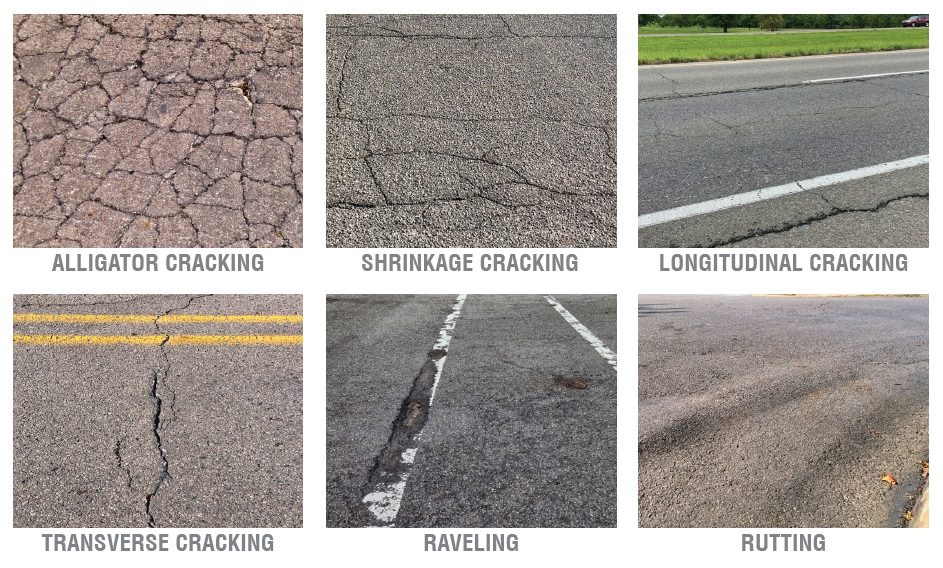 ALLIGATOR CRACKING
SHRINKAGE CRACKING
LONGITUDINAL CRACKING
TRANSVERSE CRACKING
RAVELING
RUTTING